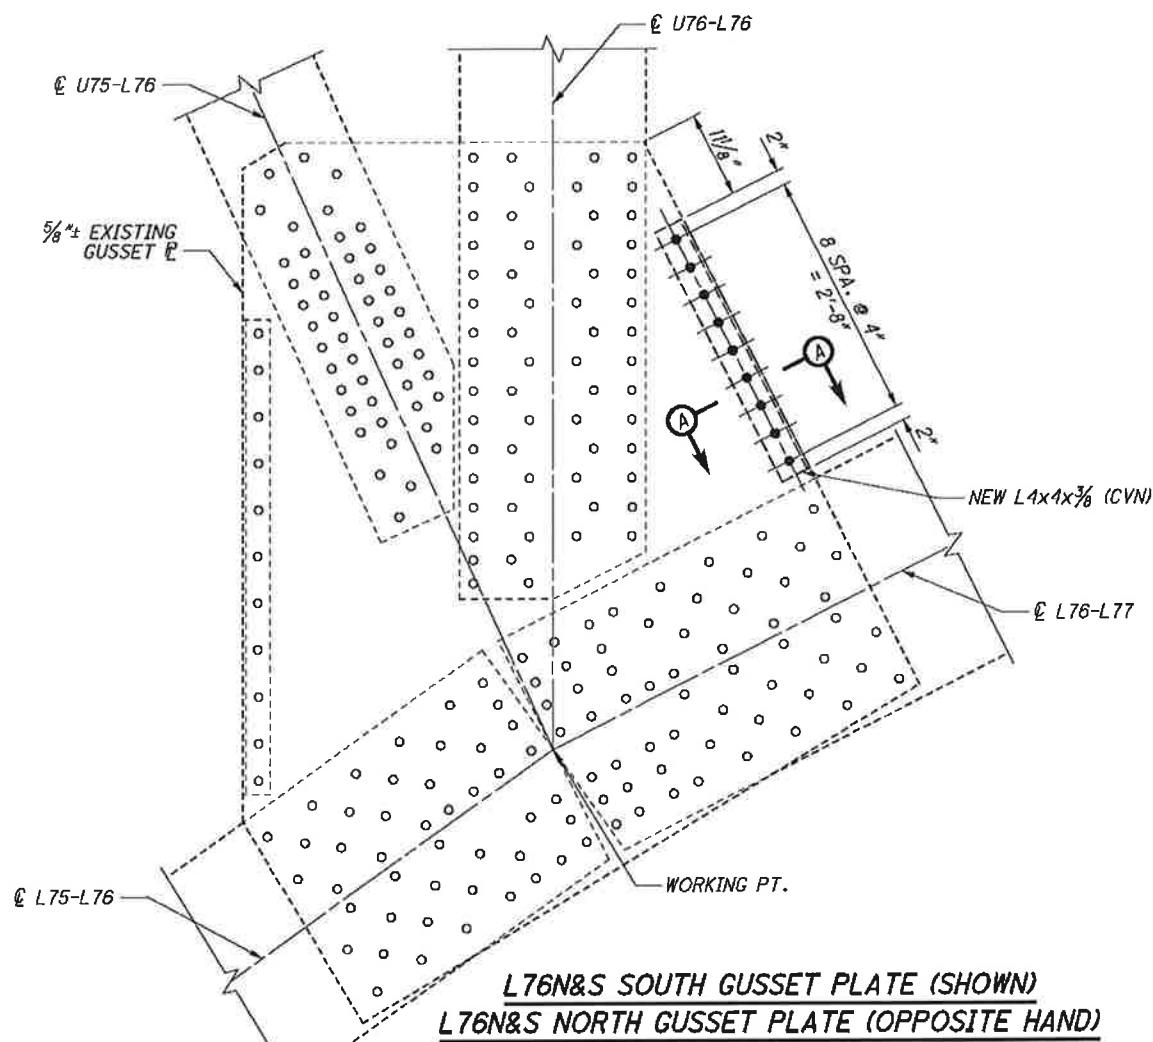 ℄ U76-L76
℄ U75-L76
11⅛"
2"
⅝"± EXISTING
GUSSET ℄
8 SPA. @ 4"
= 2'-8"
A
A
2"
NEW L4x4x⅜ (CVN)
℄ L76-L77
℄ L75-L76
WORKING PT.
L76N&S SOUTH GUSSET PLATE (SHOWN)
L76N&S NORTH GUSSET PLATE (OPPOSITE HAND)